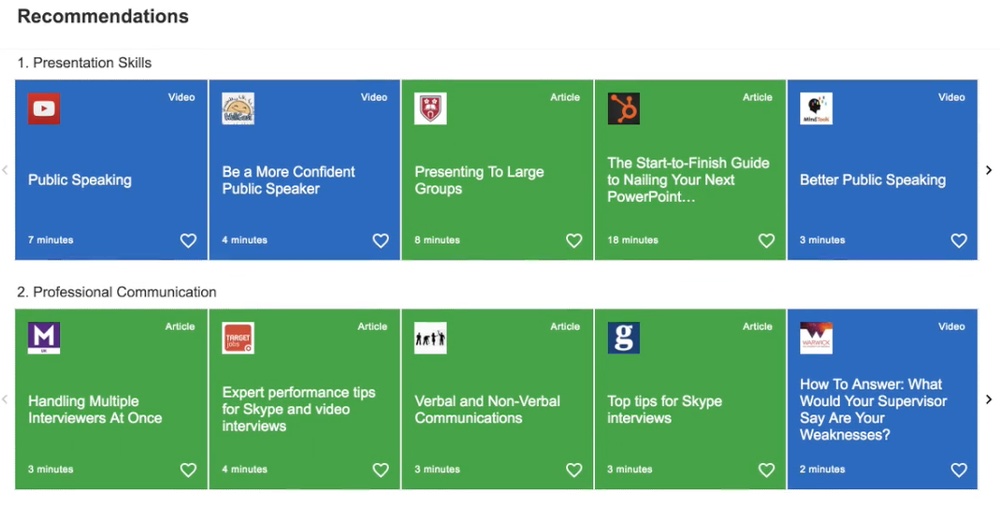 Recommendations
1. Presentation Skills
Video
Public Speaking
7 minutes
Video
Be a More Confident
Public Speaker
4 minutes
Article
Presenting To Large
Groups
8 minutes
Article
The Start-to-Finish Guide
to Nailing Your Next
PowerPoint…
18 minutes
MindTools
Video
Better Public Speaking
3 minutes
2. Professional Communication
M
Article
Handling Multiple
Interviewers At Once
3 minutes
TARGET
jobs
Article
Expert performance tips
for Skype and video
interviews
4 minutes
Article
Verbal and Non-Verbal
Communications
3 minutes
g
Article
Top tips for Skype
interviews
3 minutes
WARWICK
Video
How To Answer: What
Would Your Supervisor
Say Are Your
Weaknesses?
2 minutes